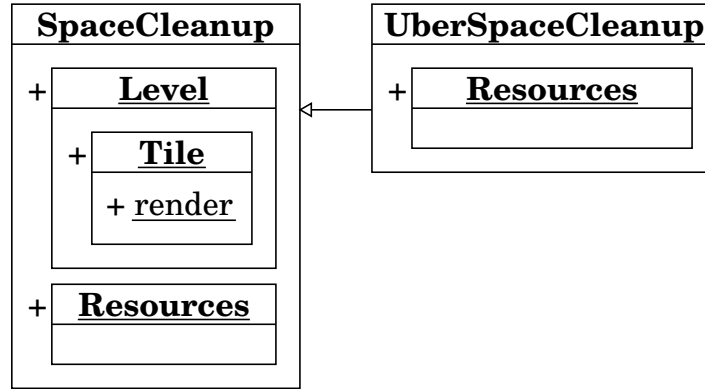 SpaceCleanup
+ Level
+ Tile
+ render
+ Resources
UberSpaceCleanup
+ Resources